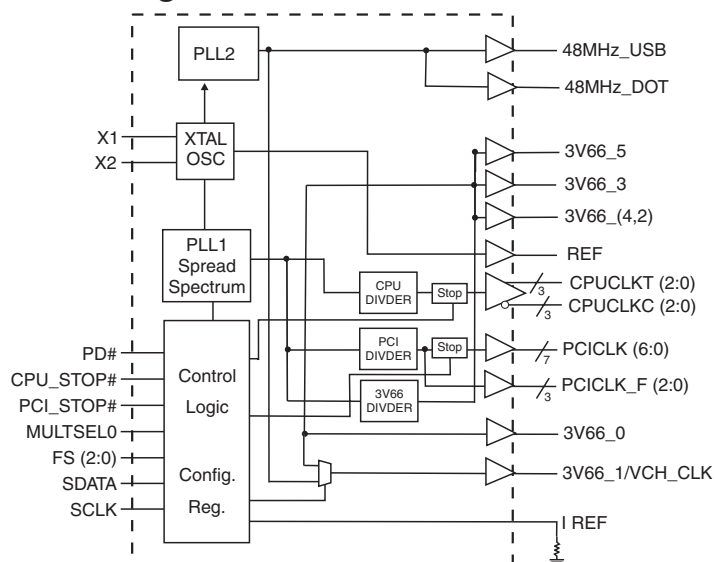 PLL2
48MHz_USB
48MHz_DOT
X1
X2
XTAL
OSC
3V66_5
3V66_3
3V66_(4,2)
REF
PLL1
Spread
Spectrum
CPU
DIVDER
Stop
3
CPUCLKT (2:0)
3
CPUCLKC (2:0)
PD#
CPU_STOP#
PCI_STOP#
MULTSEL0
FS (2:0)
SDATA
SCLK
Control
Logic
Config.
Reg.
PCI
DIVDER
Stop
7
PCICLK (6:0)
3V66
DIVDER
3
PCICLK_F (2:0)
3V66_0
3V66_1/VCH_CLK
I REF